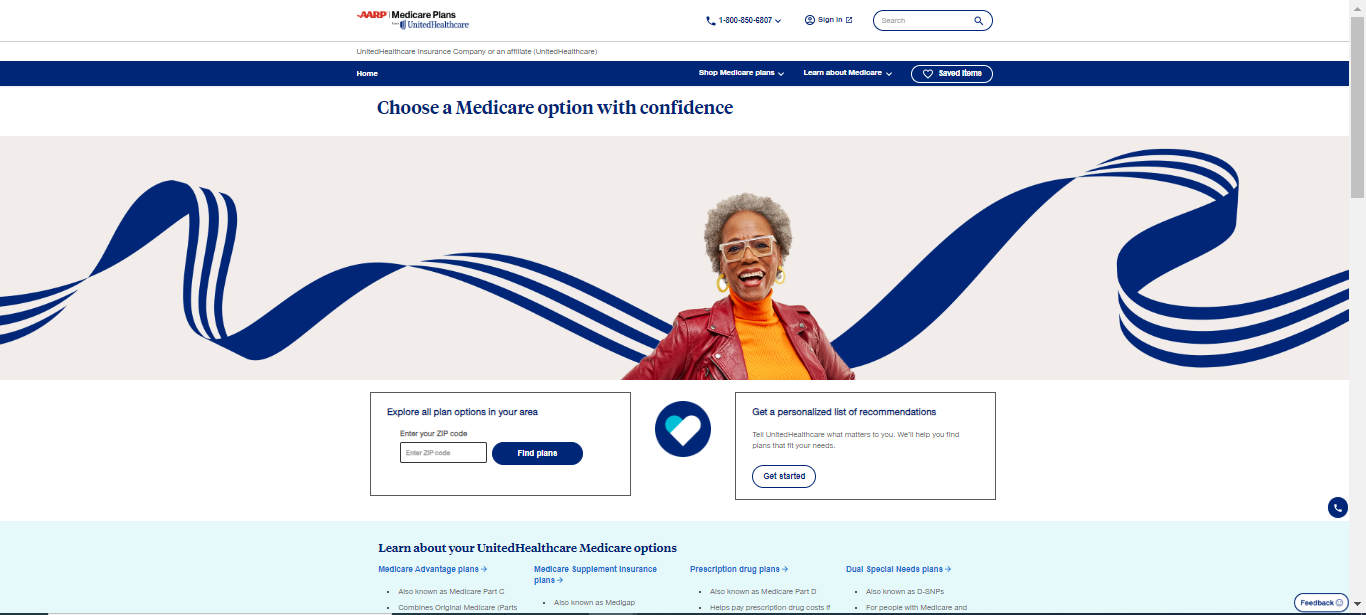 AARP | Medicare Plans
from UnitedHealthcare
1-800-850-6807
Sign in
Search
UnitedHealthcare Insurance Company or an affiliate (UnitedHealthcare)
Home
Shop Medicare plans
Learn about Medicare
Saved items
Choose a Medicare option with confidence
Explore all plan options in your area
Enter your ZIP code
Enter ZIP code
Find plans
Get a personalized list of recommendations
Tell UnitedHealthcare what matters to you. We'll help you find
plans that fit your needs.
Get started
Learn about your UnitedHealthcare Medicare options
Medicare Advantage plans →
• Also known as Medicare Part C
• Combines Original Medicare (Parts
Medicare Supplement Insurance
plans →
• Also known as Medigap
Prescription drug plans →
• Also known as Medicare Part D
• Helps pay prescription drug costs if
Dual Special Needs plans →
• Also known as D-SNPs
• For people with Medicare and
Feedback